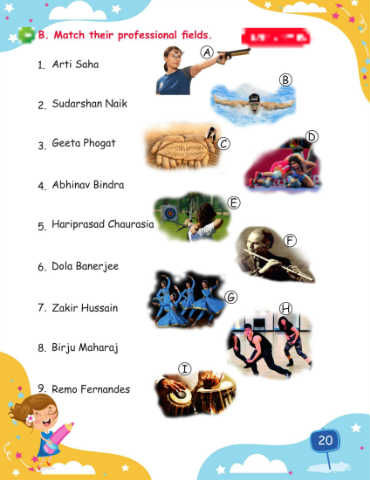 B. Match their professional fields.
A
1. Arti Saha
B
2. Sudarshan Naik
3. Geeta Phogat
C
D
4. Abhinav Bindra
E
5. Hariprasad Chaurasia
F
6. Dola Banerjee
G
7. Zakir Hussain
H
8. Birju Maharaj
I
9. Remo Fernandes
20